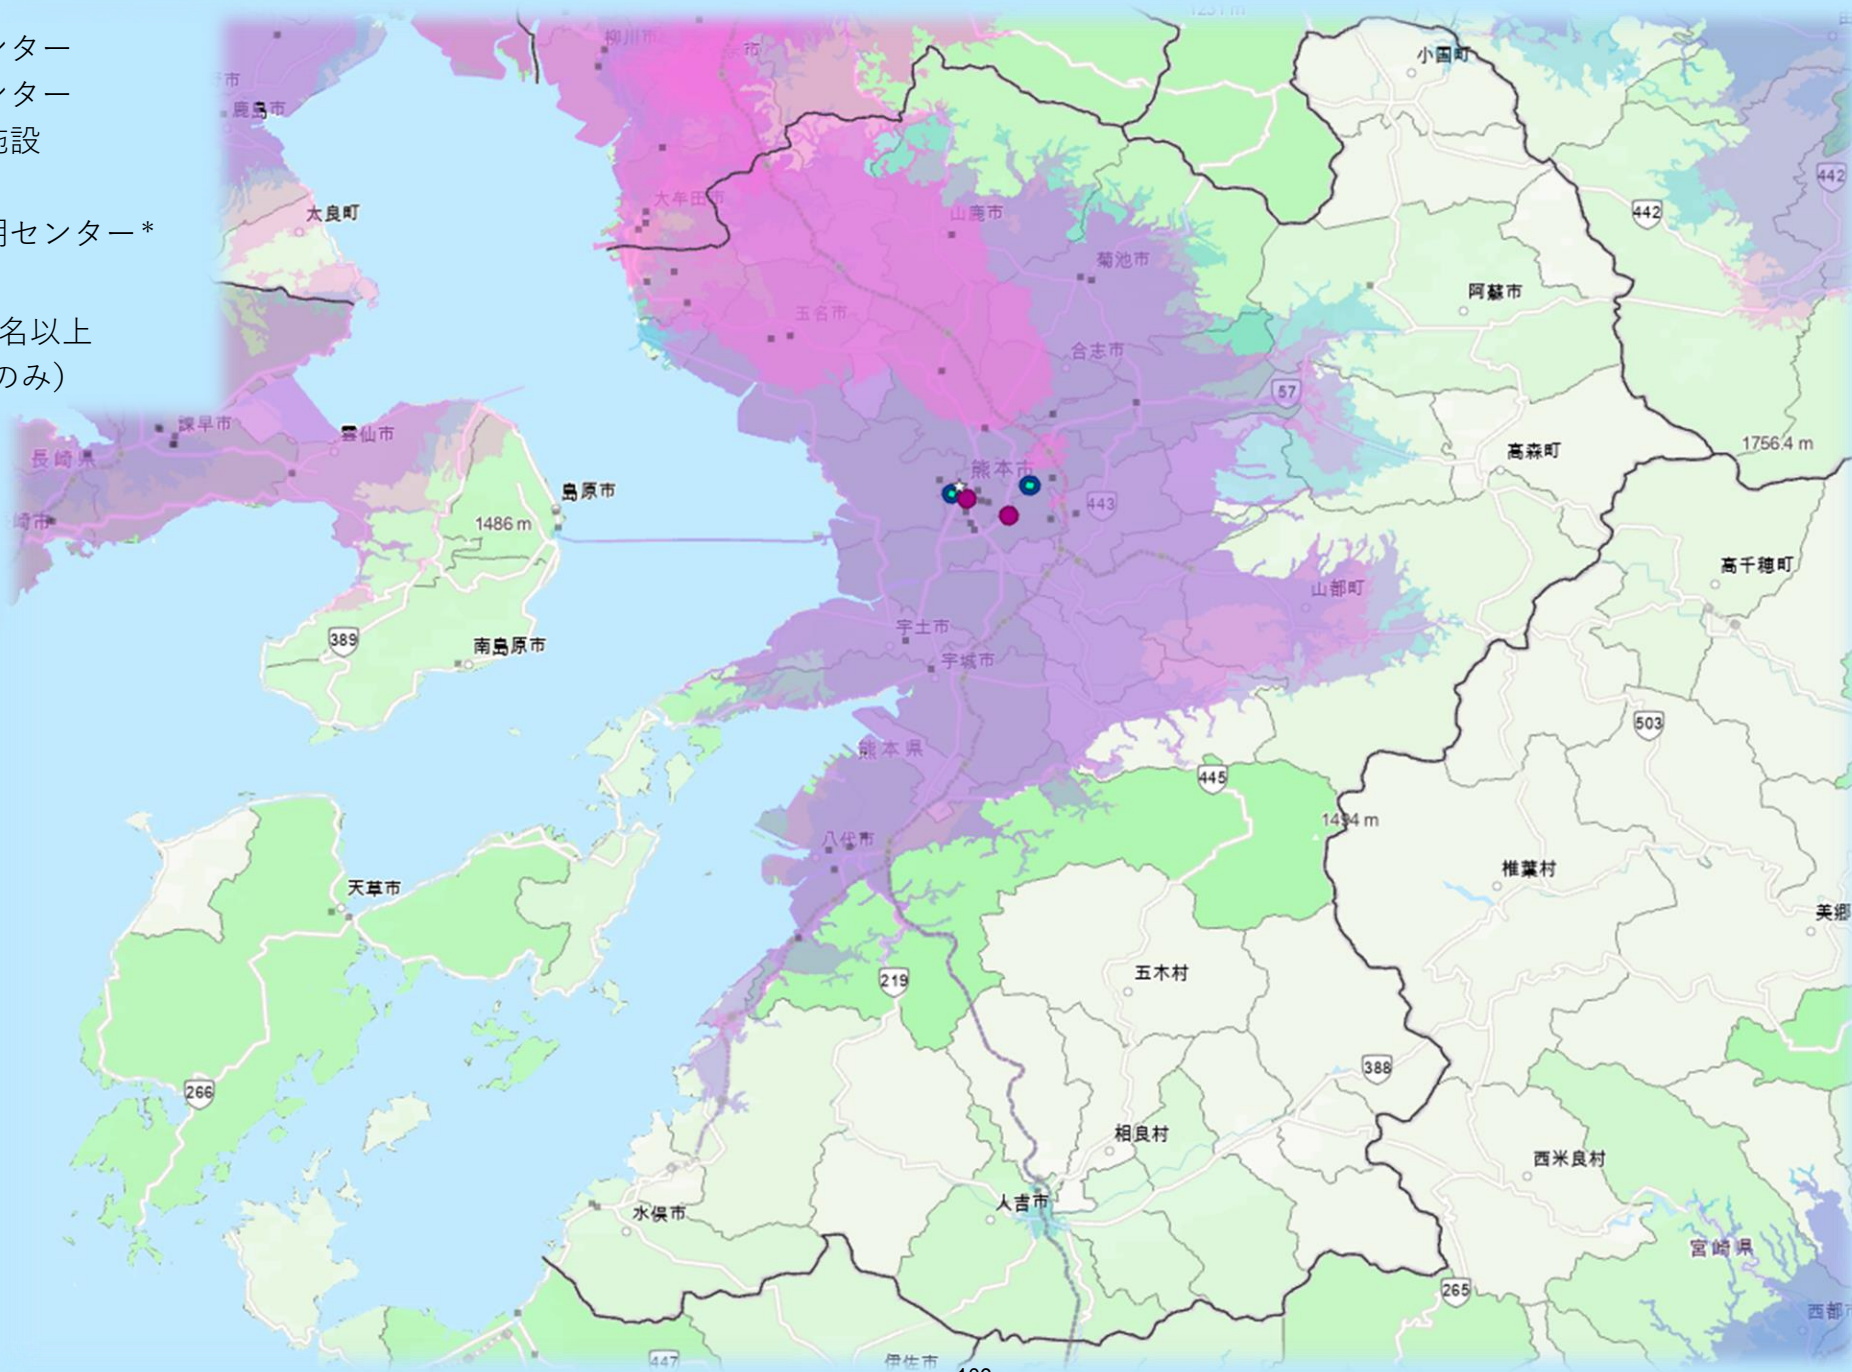 ンター
ンター
施設
期センター*
名以上
のみ)
1231 m
柳川市
小国町
鹿島市
442
大牟田市
太良町
山鹿市
442
菊池市
阿蘇市
玉名市
合志市
57
諫早市
雲仙市
長崎県
高森町
1756.4 m
熊本市
島原市
443
崎市
1486 m
高千穂町
山都町
宇土市
389
南島原市
宇城市
503
熊本県
445
1494 m
八代市
椎葉村
天草市
美郷
五木村
219
388
266
相良村
西米良村
人吉市
水俣市
宮崎県
265
西都市
447
伊佐市